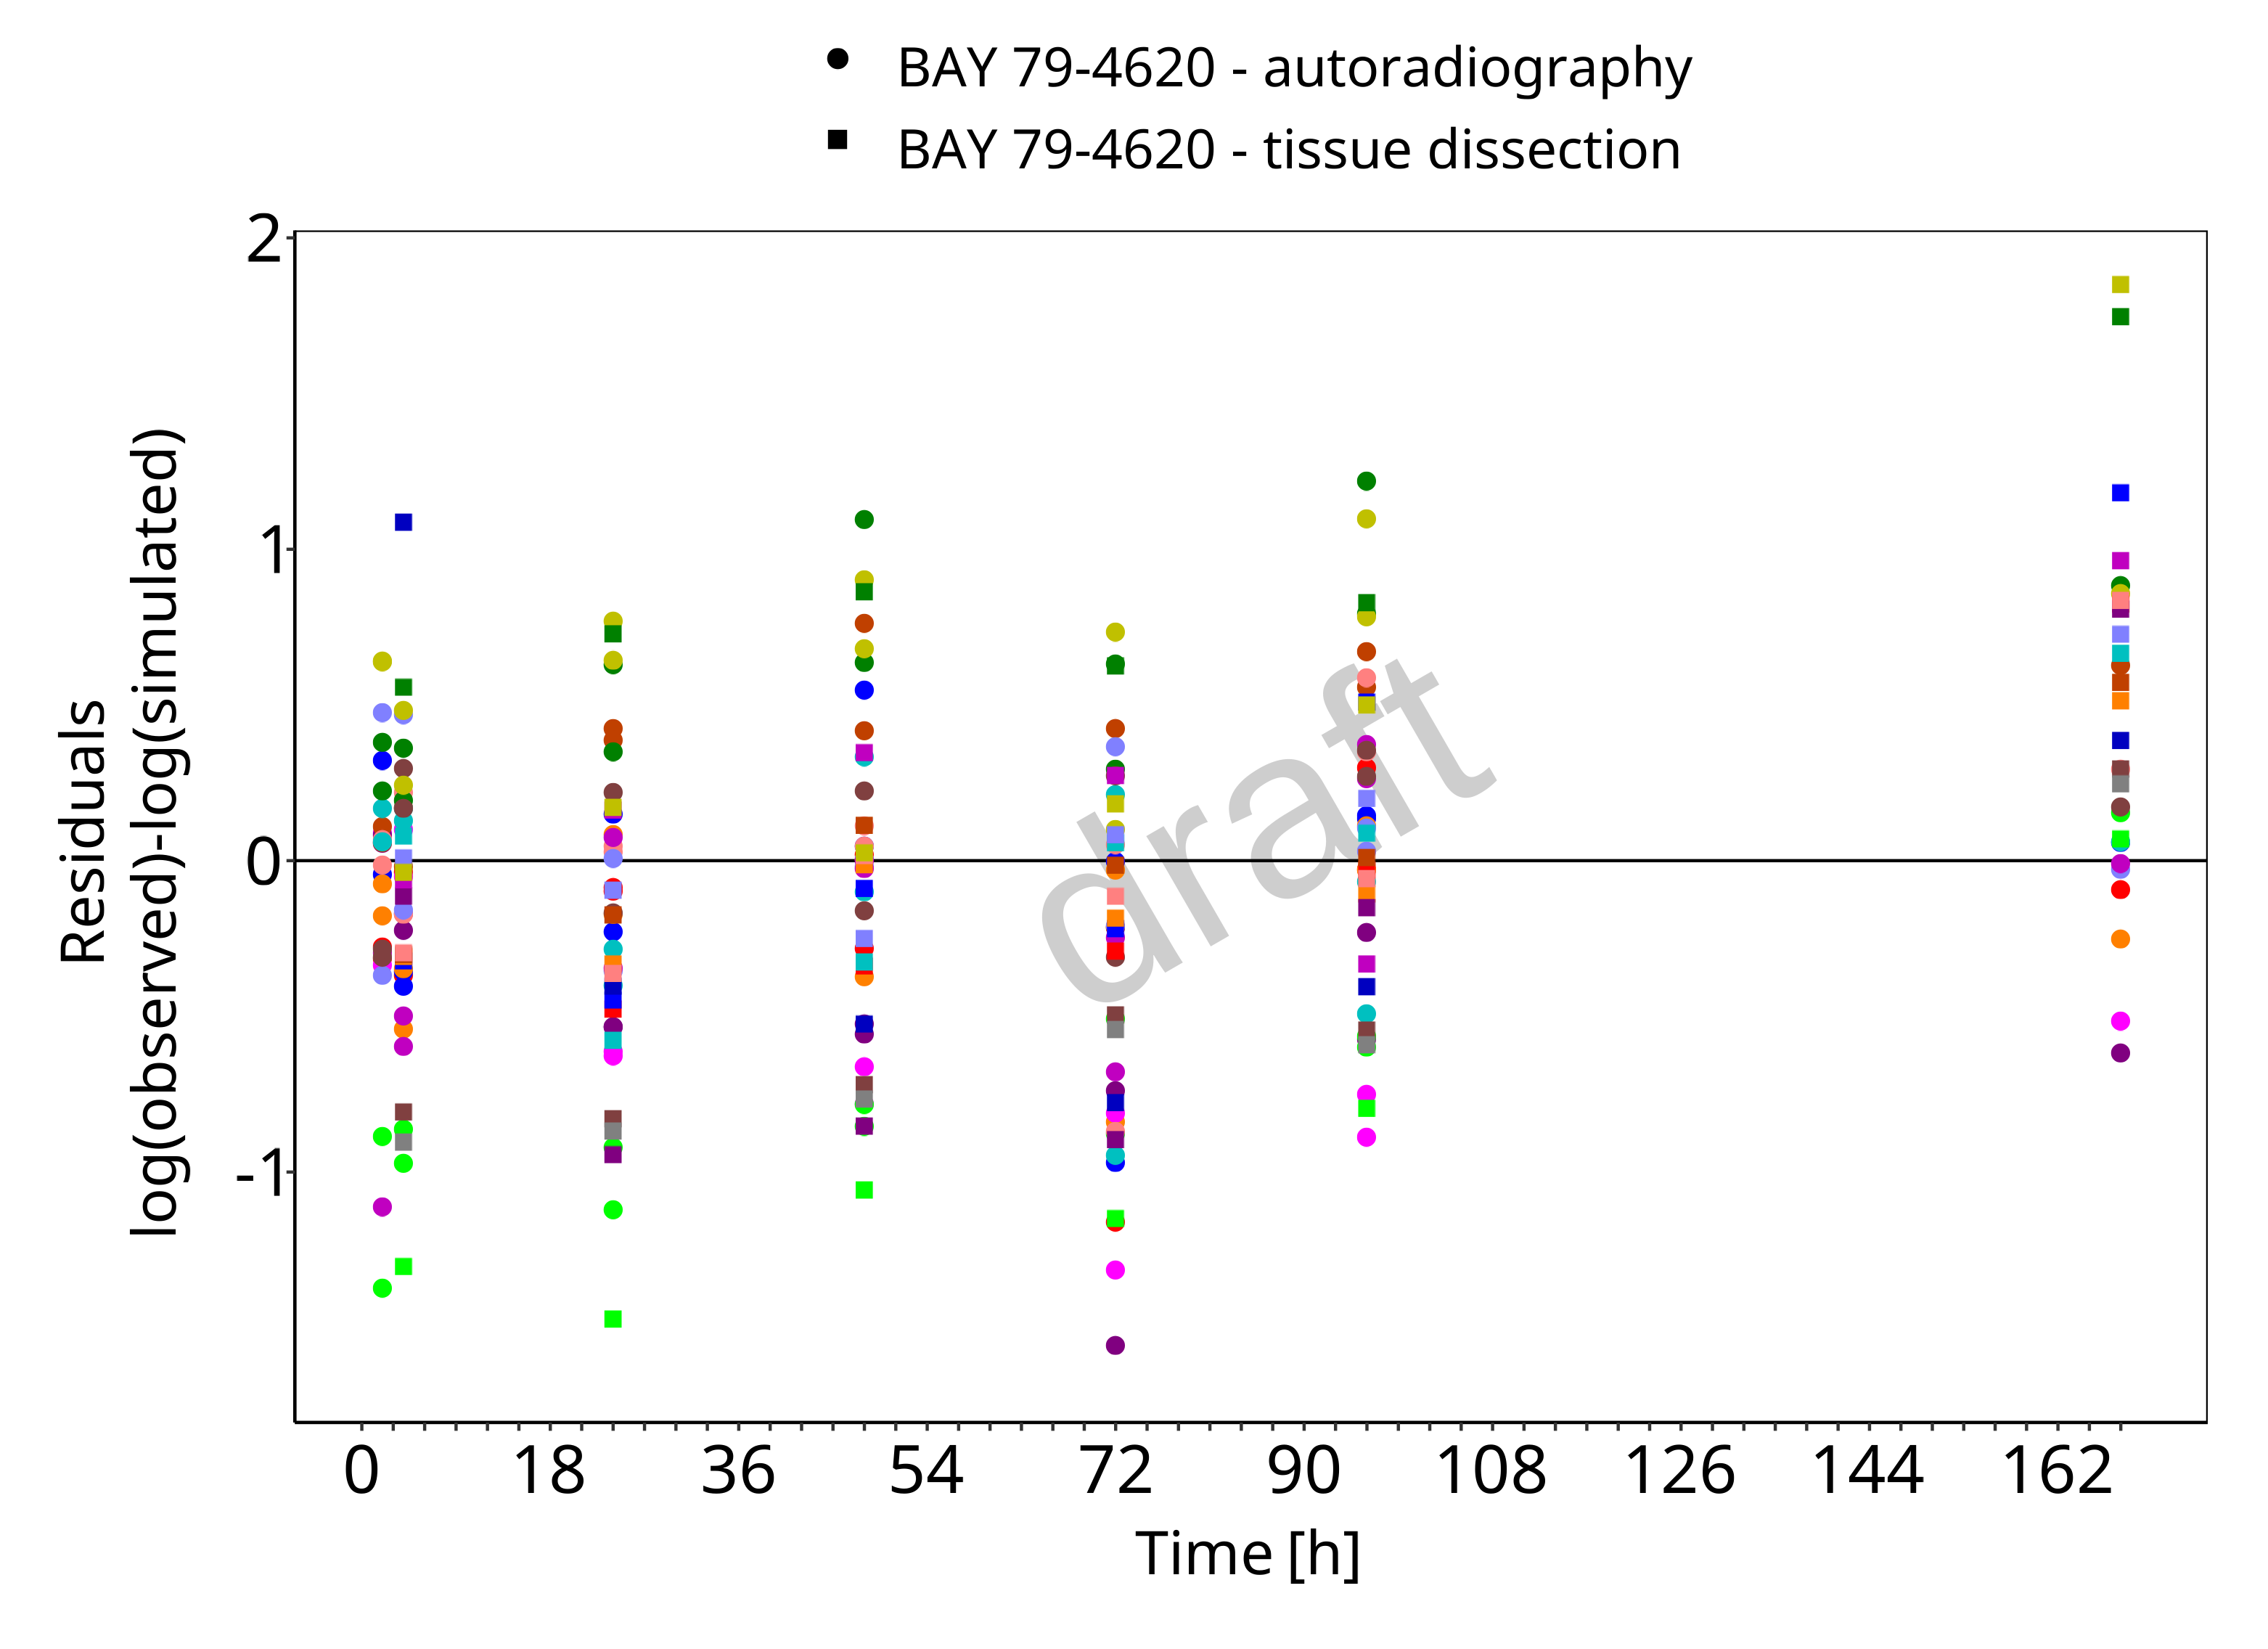 BAY 79-4620 - autoradiography
BAY 79-4620 - tissue dissection
Residuals
log(observed)-log(simulated)
2
1
0
-1
draft
0 18 36 54 72 90 108 126 144 162
Time [h]